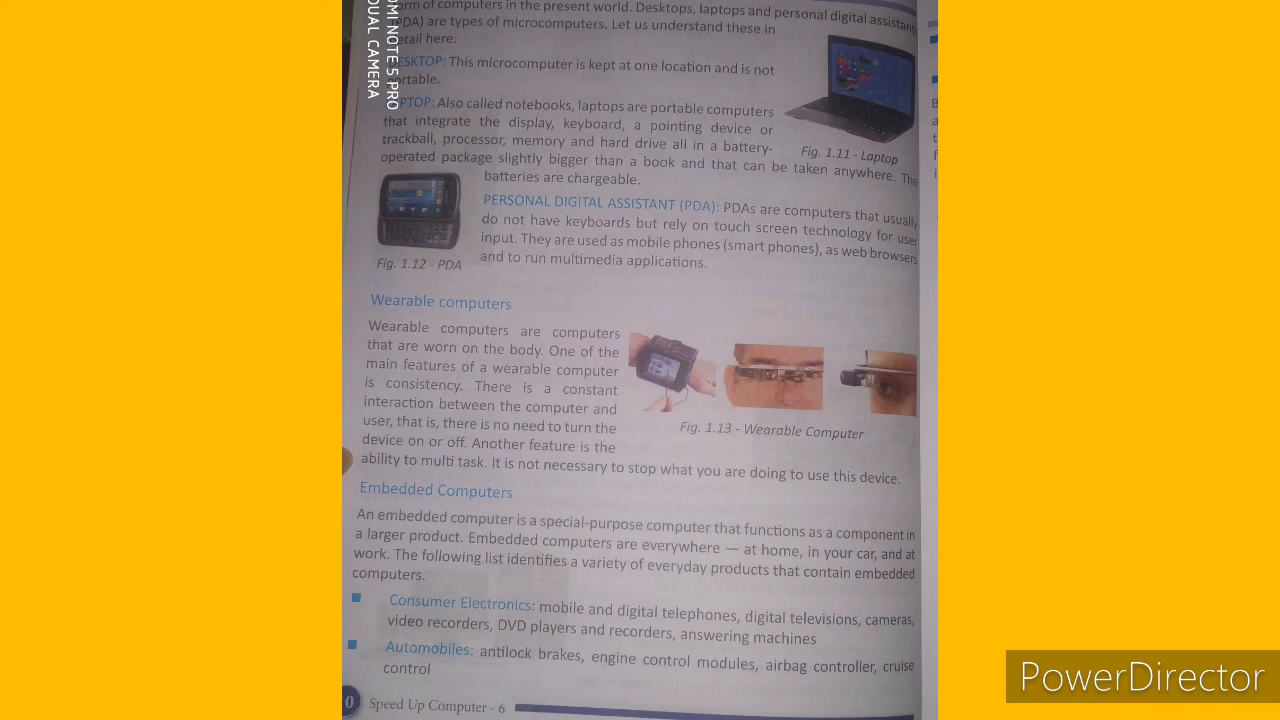 orm of computers in the present world. Desktops, laptops and personal digital assistant
PDA) are types of microcomputers. Let us understand these in
etail here:
ESKTOP: This microcomputer is kept at one location and is not
ortable.
PTOP: Also called notebooks, laptops are portable computers
that integrate the display, keyboard, a pointing device or
trackball, processor, memory and hard drive all in a battery-
operated package slightly bigger than a book and that can be taken anywhere. The
batteries are chargeable.
Fig. 1.11 - Laptop
PERSONAL DIGITAL ASSISTANT (PDA): PDAs are computers that usually
do not have keyboards but rely on touch screen technology for user
input. They are used as mobile phones (smart phones), as web browsers
and to run multimedia applications.
Fig. 1.12 - PDA
Wearable computers
Wearable computers are computers
that are worn on the body. One of the
main features of a wearable computer
is consistency. There is a constant
interaction between the computer and
user, that is, there is no need to turn the
device on or off. Another feature is the
ability to multi task. It is not necessary to stop what you are doing to use this device.
Fig. 1.13 - Wearable Computer
Embedded Computers
An embedded computer is a special-purpose computer that functions as a component in
a larger product. Embedded computers are everywhere — at home, in your car, and at
work. The following list identifies a variety of everyday products that contain embedded
computers.
■ Consumer Electronics: mobile and digital telephones, digital televisions, cameras,
video recorders, DVD players and recorders, answering machines
■ Automobiles: antilock brakes, engine control modules, airbag controller, cruise
control
0 Speed Up Computer - 6
OMI NOTE 5 PRO
DUAL CAMERA
PowerDirector